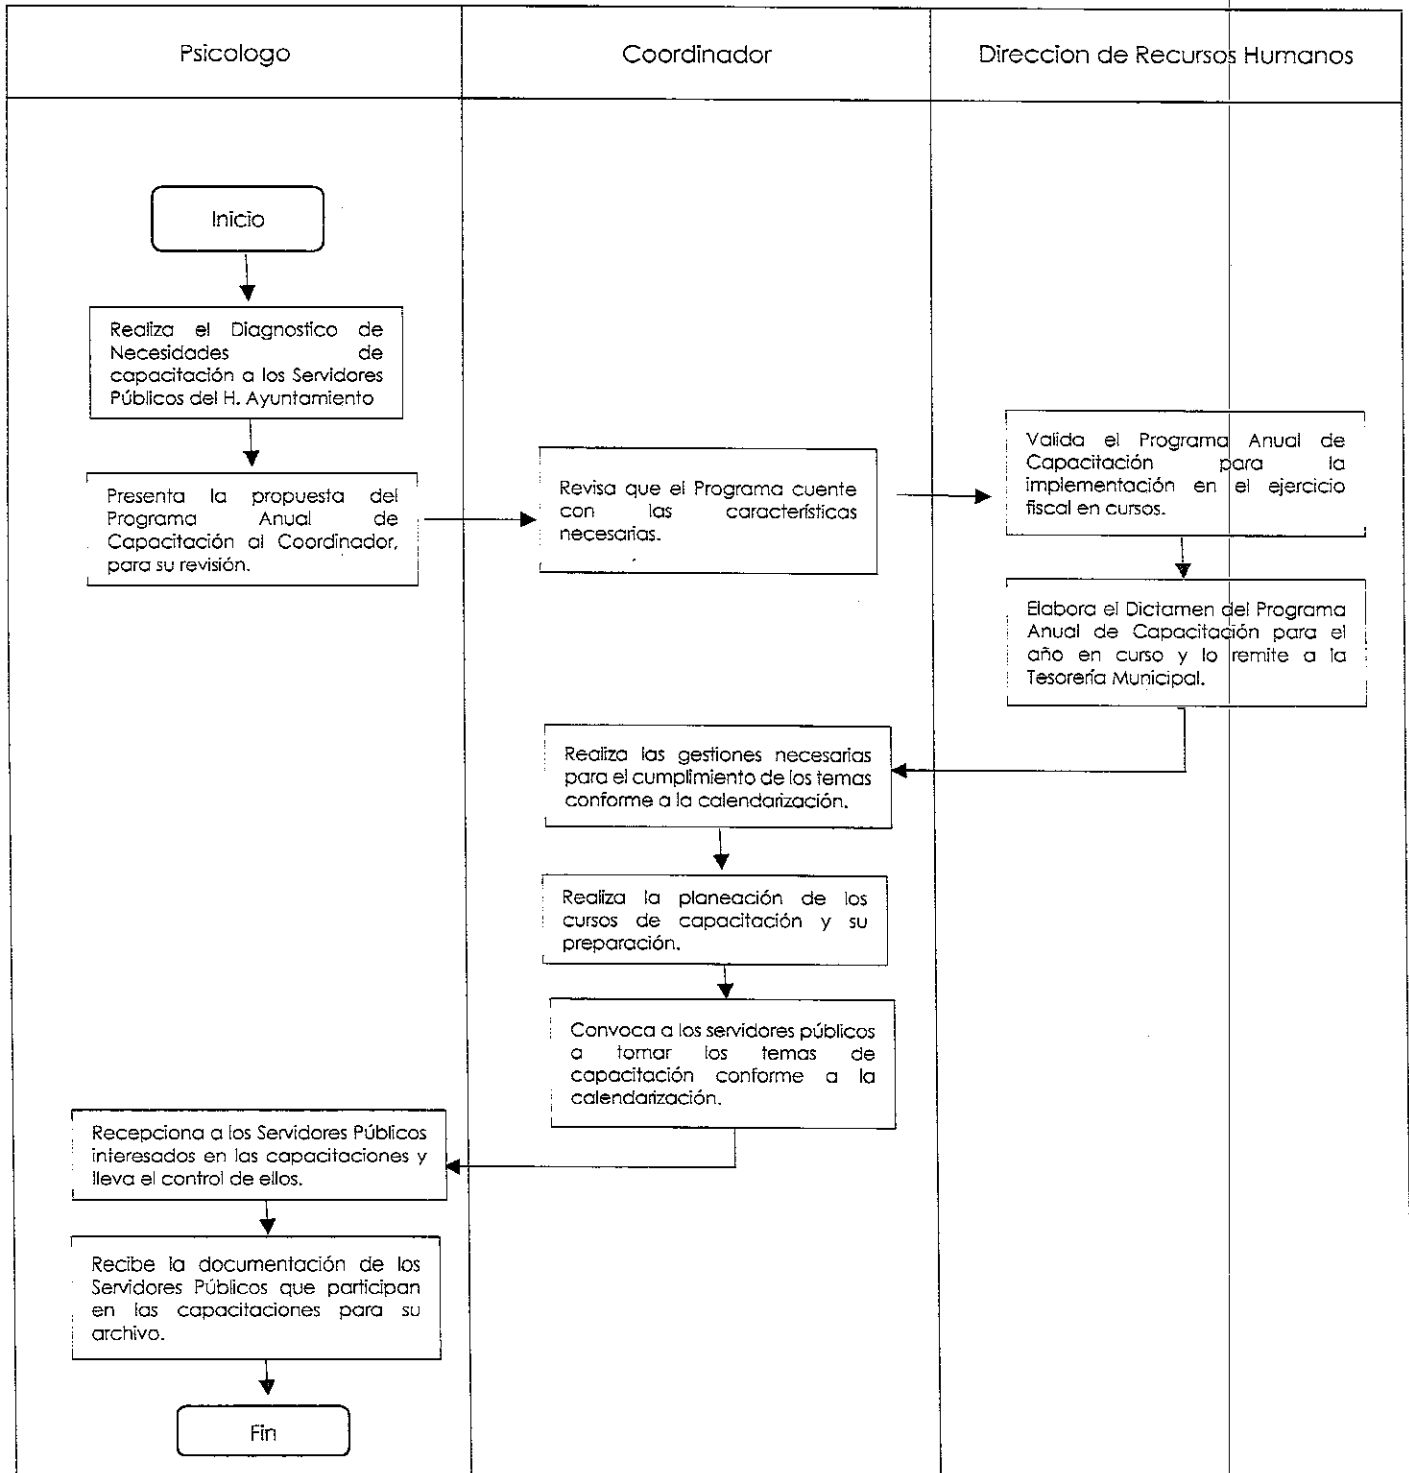 Psicologo
Coordinador
Direccion de Recursos Humanos
Inicio
Realiza el Diagnostico de
Necesidades de
capacitación a los Servidores
Públicos del H. Ayuntamiento
Presenta la propuesta del
Programa Anual de
Capacitación al Coordinador,
para su revisión.
Revisa que el Programa cuente
con las características
necesarias.
Valida el Programa Anual de
Capacitación para la
implementación en el ejercicio
fiscal en cursos.
Elabora el Dictamen del Programa
Anual de Capacitación para el
año en curso y lo remite a la
Tesorería Municipal.
Realiza las gestiones necesarias
para el cumplimiento de los temas
conforme a la calendarización.
Realiza la planeación de los
cursos de capacitación y su
preparación.
Convoca a los servidores públicos
a tomar los temas de
capacitación conforme a la
calendarización.
Recepciona a los Servidores Públicos
interesados en las capacitaciones y
lleva el control de ellos.
Recibe la documentación de los
Servidores Públicos que participan
en las capacitaciones para su
archivo.
Fin